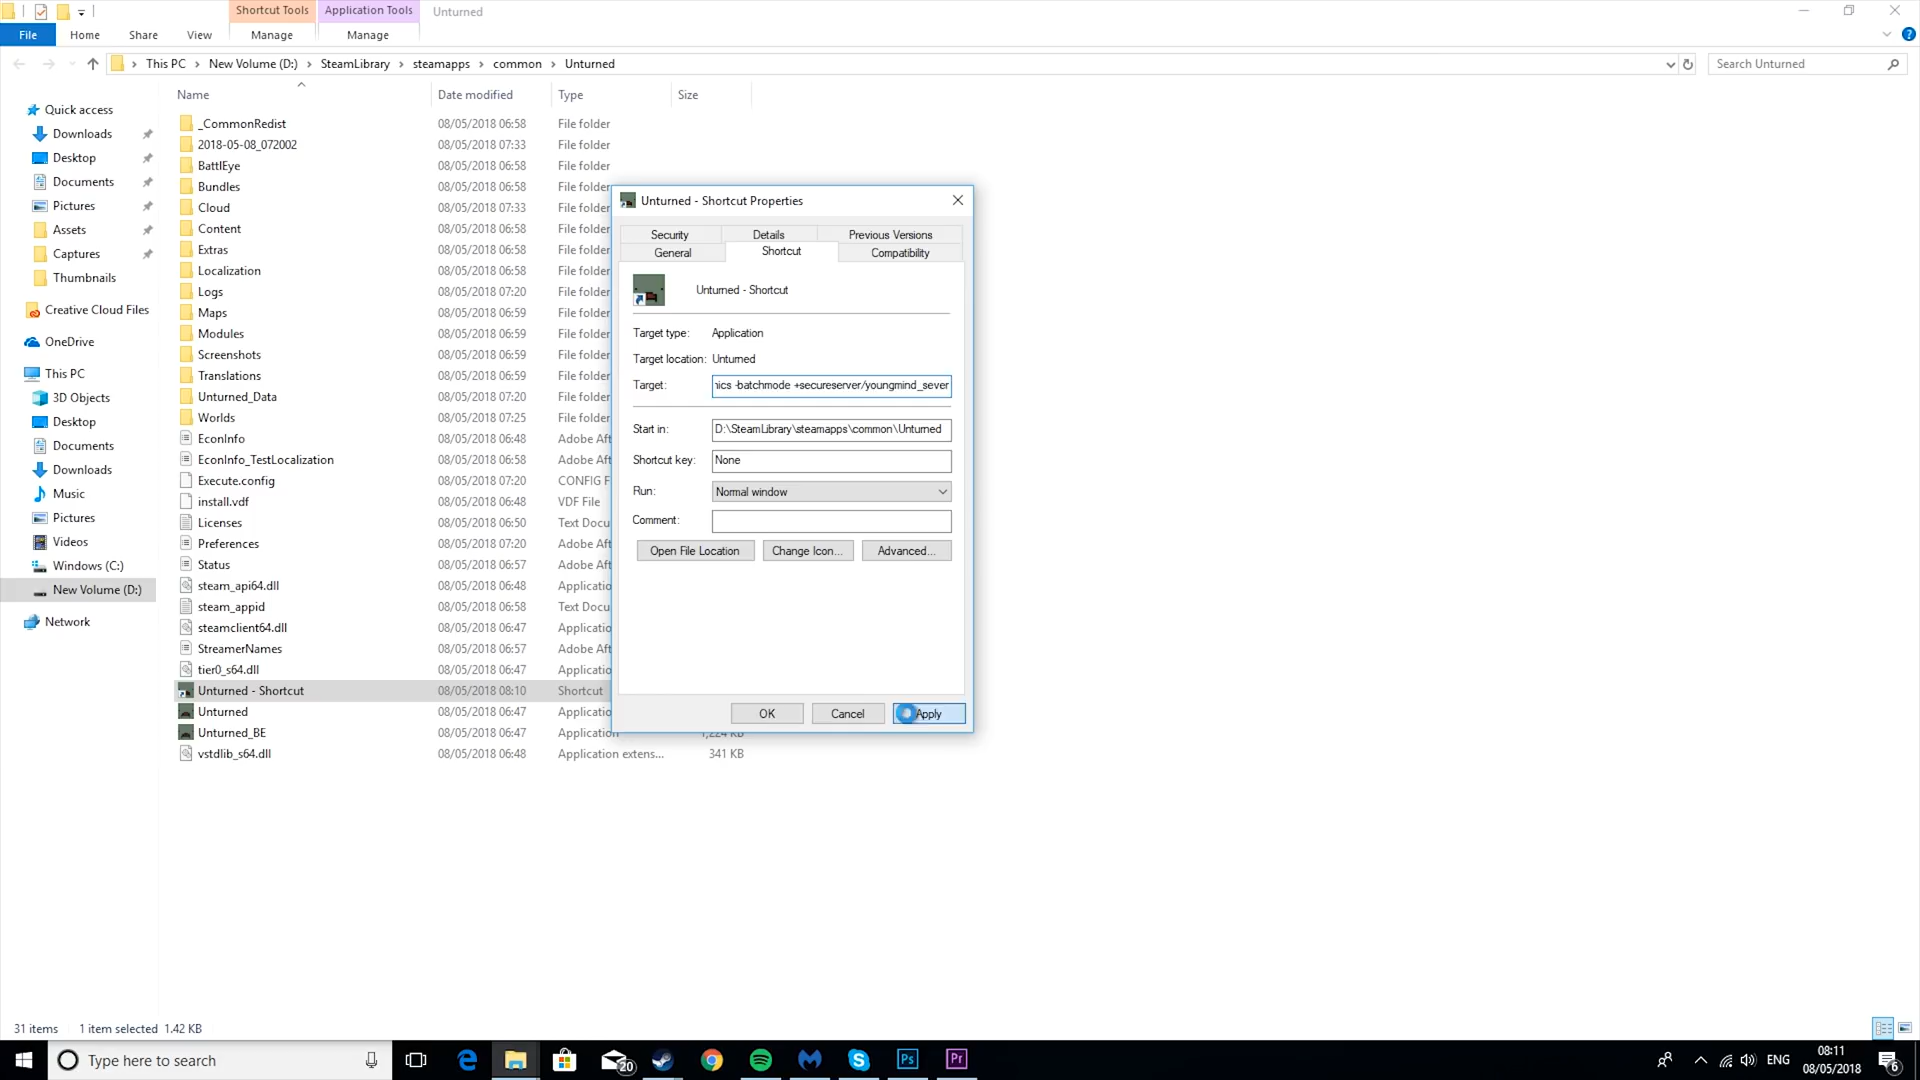 Shortcut Tools Application Tools Unturned
File Home Share View Manage Manage
This PC New Volume (D:) SteamLibrary steamapps common Unturned Search Unturned
Name Date modified Type Size
Quick access
Downloads
Desktop
Documents
Pictures
Assets
Captures
Thumbnails
Creative Cloud Files
OneDrive
This PC
3D Objects
Desktop
Documents
Downloads
Music
Pictures
Videos
Windows (C:)
New Volume (D:)
Network
_CommonRedist 08/05/2018 06:58 File folder
2018-05-08_072002 08/05/2018 07:33 File folder
BattlEye 08/05/2018 06:58 File folder
Bundles 08/05/2018 06:58 File folder
Cloud 08/05/2018 07:33 File folder
Content 08/05/2018 06:58 File folder
Extras 08/05/2018 06:58 File folder
Localization 08/05/2018 06:58 File folder
Logs 08/05/2018 07:20 File folder
Maps 08/05/2018 06:58 File folder
Modules 08/05/2018 06:58 File folder
Screenshots 08/05/2018 06:59 File folder
Translations 08/05/2018 06:59 File folder
Unturned_Data 08/05/2018 07:20 File folder
Worlds 08/05/2018 07:25 File folder
EconInfo 08/05/2018 06:48 Adobe Aft
EconInfo_TestLocalization 08/05/2018 06:58 Adobe Aft
Execute.config 08/05/2018 07:20 CONFIG F
install.vdf 08/05/2018 06:48 VDF File
Licenses 08/05/2018 06:50 Text Docu
Preferences 08/05/2018 07:20 Adobe Aft
Status 08/05/2018 06:57 Adobe Aft
steam_api64.dll 08/05/2018 06:48 Applicatio
steam_appid 08/05/2018 06:58 Text Docu
steamclient64.dll 08/05/2018 06:47 Applicatio
StreamerNames 08/05/2018 06:57 Adobe Aft
tier0_s64.dll 08/05/2018 06:47 Applicatio
Unturned - Shortcut 08/05/2018 08:10 Shortcut
Unturned 08/05/2018 06:47 Applicatio
Unturned_BE 08/05/2018 06:47 Application 1,224 KB
vstdlib_s64.dll 08/05/2018 06:48 Application extens... 341 KB
Unturned - Shortcut Properties
Security Details Previous Versions
General Shortcut Compatibility
Unturned - Shortcut
Target type: Application
Target location: Unturned
Target: nics -batchmode +secureserver/youngmind_sever
Start in: D:\SteamLibrary\steamapps\common\Unturned
Shortcut key: None
Run: Normal window
Comment:
Open File Location Change Icon... Advanced...
OK Cancel Apply
31 items 1 item selected 1.42 KB
Type here to search 20 Ps Pr ENG 08:11
08/05/2018 6